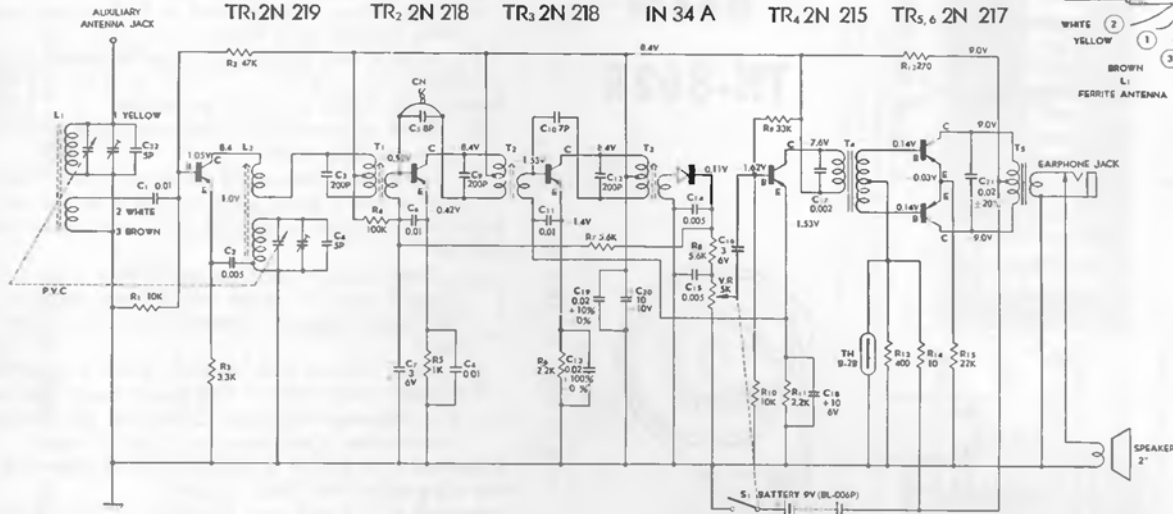 AUXILIARY
ANTENNA JACK
TR1 2N 219
TR2 2N 218
TR3 2N 218
IN 34 A
TR4 2N 215
TR5,6 2N 217
WHITE 2
YELLOW 1
3
BROWN
L1
FERRITE ANTENNA
R2 47K
8.4V
R12 270
9.0V
L1
1 YELLOW
C22
5P
C1 0.01
2 WHITE
3 BROWN
P.V.C
R1 10K
1.05V
B
C
E
8.4
L2
1.0V
C2
0.005
C4
5P
R3
3.3K
C3
200P
T1
R4
100K
CN
8P
C
E
8.4V
0.42V
C6
0.01
C9
200P
T2
C7
3
6V
R5
1K
0.01
C10 7P
1.53V
B
C
E
8.4V
C11
0.01
1.4V
C12
200P
R7 5.6K
C19
0.02
+10%
0%
C20
10
10V
R6
2.2K
C13
0.02
100%
0 %
0.11V
C14
0.005
R8
5.6K
C15
0.005
V.R
5K
C16
3
6V
1.62V
B
C
E
R9 33K
7.6V
C17
0.002
1.53V
T4
R10
10K
R11
2.2K
C18
+10
6V
0.14V
B
C
E
0.03V
0.14V
B
E
C
9.0V
C21
0.02
±20%
9.0V
T5
EARPHONE JACK
TH
R13
400
R14
10
R15
22K
SPEAKER
2"
S1
BATTERY 9V (BL-006P)